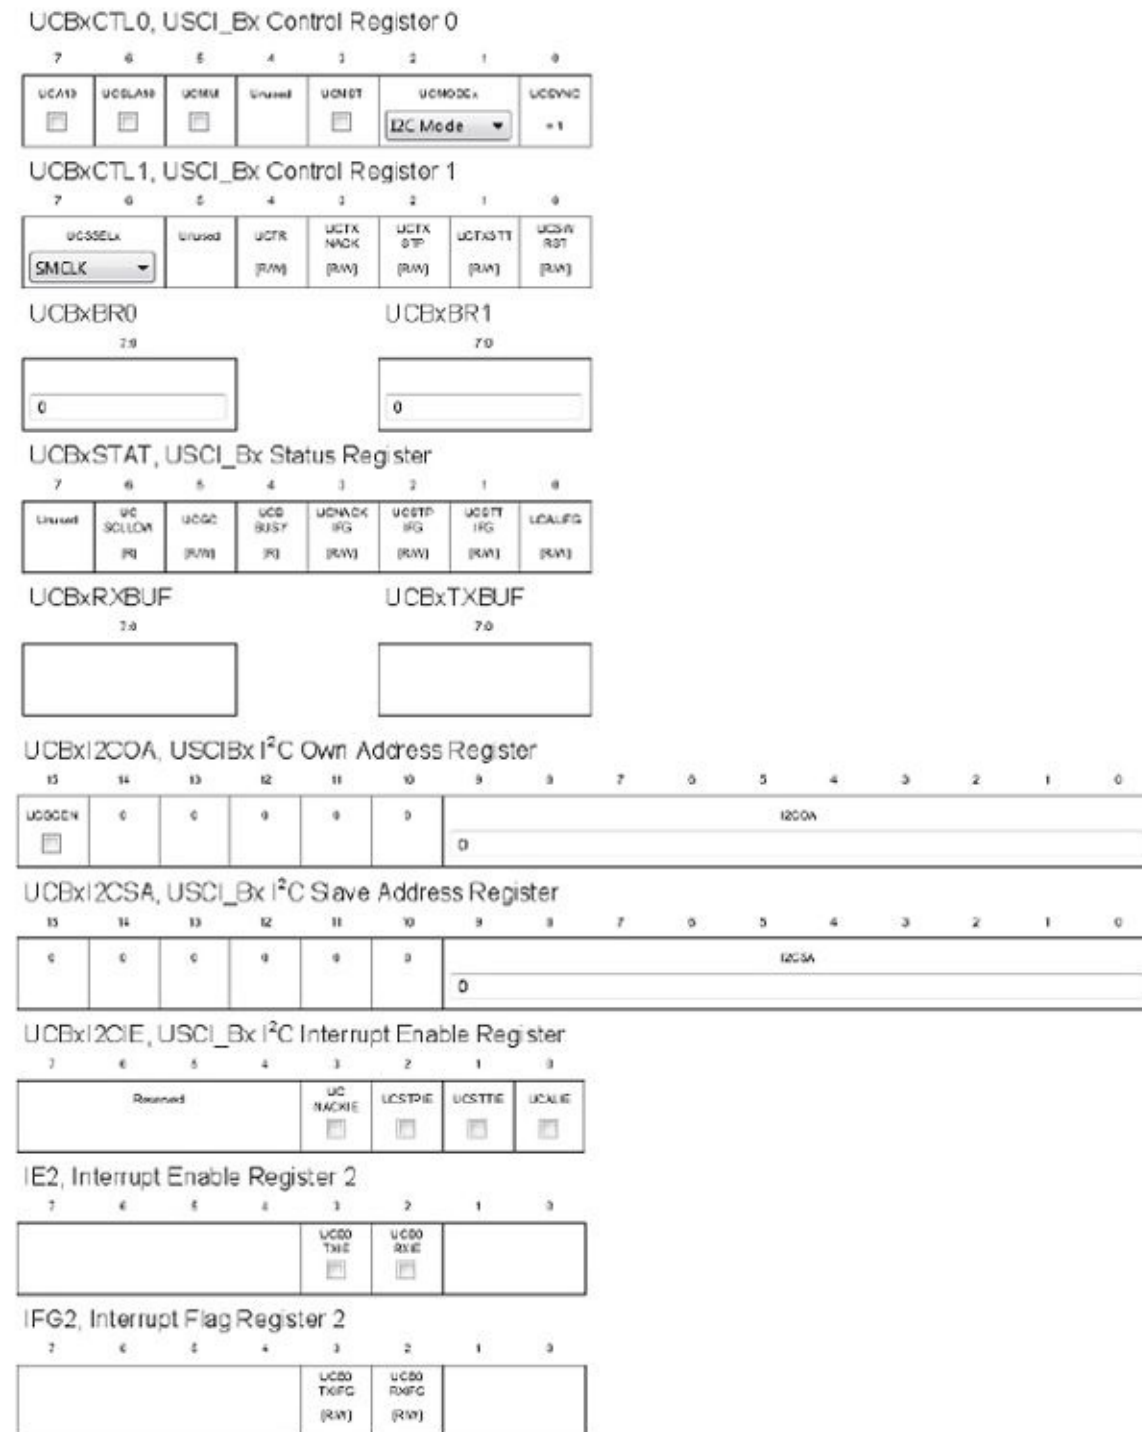 UCBxCTL0, USCI_Bx Control Register 0
7 6 5 4 3 2 1 0
UCA10 UCSLA10 UCMM Unused UCMST UCMODEx UCSYNC
I2C Mode = 1
UCBxCTL1, USCI_Bx Control Register 1
7 6 5 4 3 2 1 0
UCSSELx Unused UCTR UCTX NACK UCTX STP UCTXSTT UCSW RST
SMCLK [R/W] [R/W] [R/W] [R/W] [R/W]
UCBxBR0 UCBxBR1
7:0 7:0
0 0
UCBxSTAT, USCI_Bx Status Register
7 6 5 4 3 2 1 0
Unused UC SCLLOW UCGC UCB BUSY UCNACK IFG UCSTP IFG UCSTT IFG UCALIFG
[R] [R/W] [R] [R/W] [R/W] [R/W] [R/W]
UCBxRXBUF UCBxTXBUF
7:0 7:0
UCBxI2COA, USCIBx I²C Own Address Register
15 14 13 12 11 10 9 8 7 6 5 4 3 2 1 0
UCGCEN 0 0 0 0 0 I2COA
0
UCBxI2CSA, USCI_Bx I²C Slave Address Register
15 14 13 12 11 10 9 8 7 6 5 4 3 2 1 0
0 0 0 0 0 0 I2CSA
0
UCBxI2CIE, USCI_Bx I²C Interrupt Enable Register
7 6 5 4 3 2 1 0
Reserved UC NACKIE UCSTPIE UCSTTIE UCALIE
IE2, Interrupt Enable Register 2
7 6 5 4 3 2 1 0
UCB0 TXIE UCB0 RXIE
IFG2, Interrupt Flag Register 2
7 6 5 4 3 2 1 0
UCB0 TXIFG UCB0 RXIFG
[R/W] [R/W]